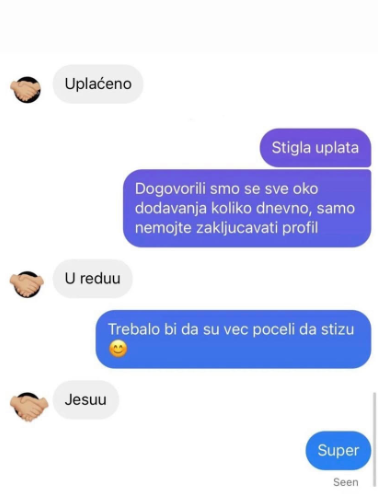 Uplaćeno
Stigla uplata
Dogovorili smo se sve oko
dodavanja koliko dnevno, samo
nemojte zakljucavati profil
U reduu
Trebalo bi da su vec poceli da stizu
😊
Jesuu
Super
Seen